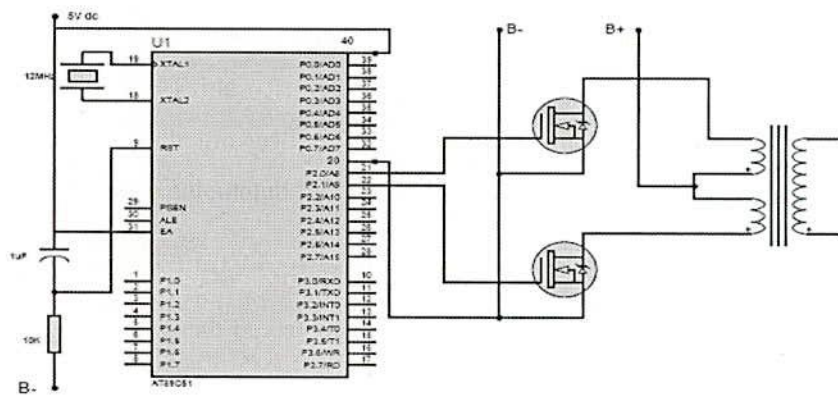 5V dc
U1
40
B-
B+
12MHz
19
XTAL1
18
XTAL2
9
RST
29
PSEN
30
ALE
31
EA
1uF
10K
B-
1
P1.0
2
P1.1
3
P1.2
4
P1.3
5
P1.4
6
P1.5
7
P1.6
8
P1.7
AT89C51
P0.0/AD0
39
P0.1/AD1
38
P0.2/AD2
37
P0.3/AD3
36
P0.4/AD4
35
P0.5/AD5
34
P0.6/AD6
33
P0.7/AD7
32
20
P2.0/A8
21
P2.1/A9
22
P2.2/A10
23
P2.3/A11
24
P2.4/A12
25
P2.5/A13
26
P2.6/A14
27
P2.7/A15
28
P3.0/RXD
10
P3.1/TXD
11
P3.2/INT0
12
P3.3/INT1
13
P3.4/T0
14
P3.5/T1
15
P3.6/WR
16
P3.7/RD
17